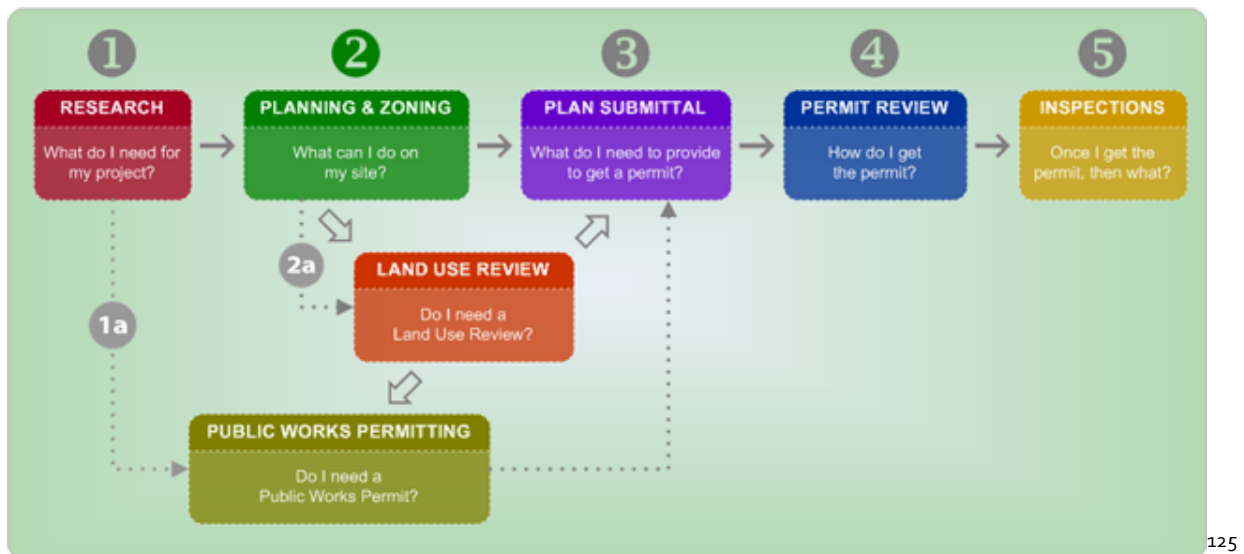 1
2
3
4
5
RESEARCH
What do I need for
my project?
PLANNING & ZONING
What can I do on
my site?
PLAN SUBMITTAL
What do I need to provide
to get a permit?
PERMIT REVIEW
How do I get
the permit?
INSPECTIONS
Once I get the
permit, then what?
2a
LAND USE REVIEW
Do I need a
Land Use Review?
1a
PUBLIC WORKS PERMITTING
Do I need a
Public Works Permit?
125